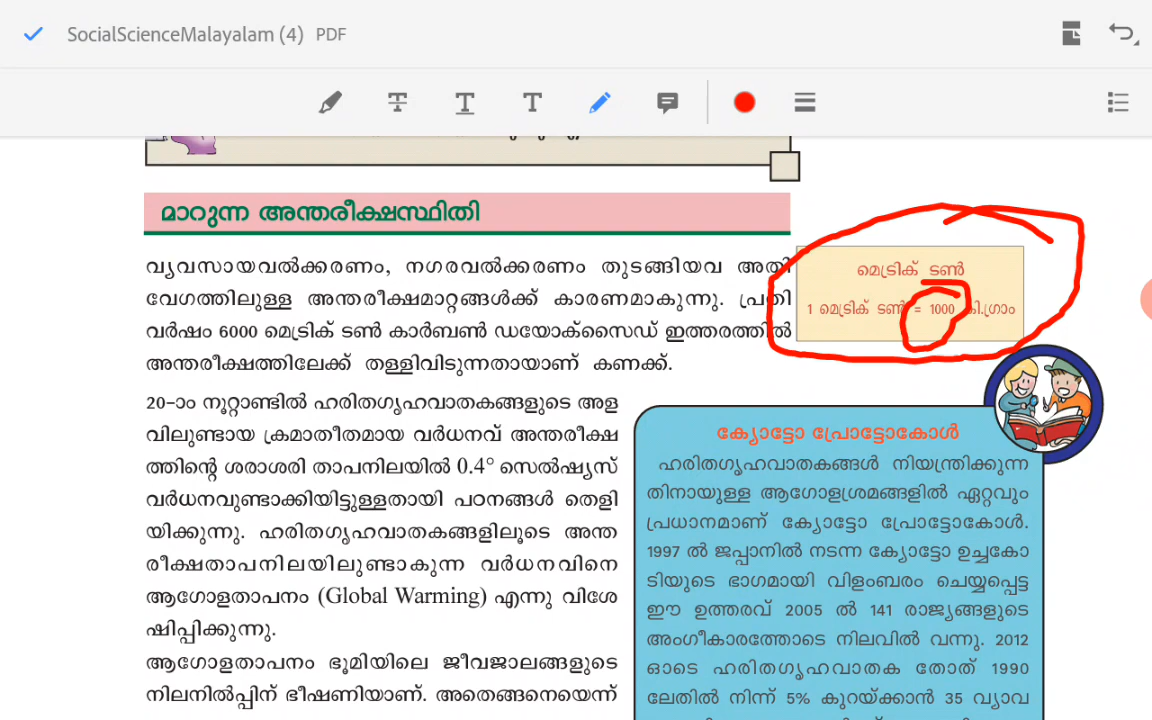 SocialScienceMalayalam (4) PDF
മാറുന്ന അന്തരീക്ഷസ്ഥിതി
വ്യവസായവൽക്കരണം, നഗരവൽക്കരണം തുടങ്ങിയവ അതി
വേഗത്തിലുള്ള അന്തരീക്ഷമാറ്റങ്ങൾക്ക് കാരണമാകുന്നു. പ്രതി
വർഷം 6000 മെട്രിക് ടൺ കാർബൺ ഡയോക്സൈഡ് ഇത്തരത്തിൽ
അന്തരീക്ഷത്തിലേക്ക് തള്ളിവിടുന്നതായാണ് കണക്ക്.
മെട്രിക് ടൺ
1 മെട്രിക് ടൺ = 1000 കി.ഗ്രാം
20-ാം നൂറ്റാണ്ടിൽ ഹരിതഗൃഹവാതകങ്ങളുടെ അള
വിലുണ്ടായ ക്രമാതീതമായ വർധനവ് അന്തരീക്ഷ
ത്തിന്റെ ശരാശരി താപനിലയിൽ 0.4° സെൽഷ്യസ്
വർധനവുണ്ടാക്കിയിട്ടുള്ളതായി പഠനങ്ങൾ തെളി
യിക്കുന്നു. ഹരിതഗൃഹവാതകങ്ങളിലൂടെ അന്ത
രീക്ഷതാപനിലയിലുണ്ടാകുന്ന വർധനവിനെ
ആഗോളതാപനം (Global Warming) എന്നു വിശേ
ഷിപ്പിക്കുന്നു.
ആഗോളതാപനം ഭൂമിയിലെ ജീവജാലങ്ങളുടെ
നിലനിൽപ്പിന് ഭീഷണിയാണ്. അതെങ്ങനെയെന്ന്
ക്യോട്ടോ പ്രോട്ടോകോൾ
ഹരിതഗൃഹവാതകങ്ങൾ നിയന്ത്രിക്കുന്ന
തിനായുള്ള ആഗോളശ്രമങ്ങളിൽ ഏറ്റവും
പ്രധാനമാണ് ക്യോട്ടോ പ്രോട്ടോകോൾ.
1997 ൽ ജപ്പാനിൽ നടന്ന ക്യോട്ടോ ഉച്ചകോ
ടിയുടെ ഭാഗമായി വിളംബരം ചെയ്യപ്പെട്ട
ഈ ഉത്തരവ് 2005 ൽ 141 രാജ്യങ്ങളുടെ
അംഗീകാരത്തോടെ നിലവിൽ വന്നു. 2012
ഓടെ ഹരിതഗൃഹവാതക തോത് 1990
ലേതിൽ നിന്ന് 5% കുറയ്ക്കാൻ 35 വ്യാവ